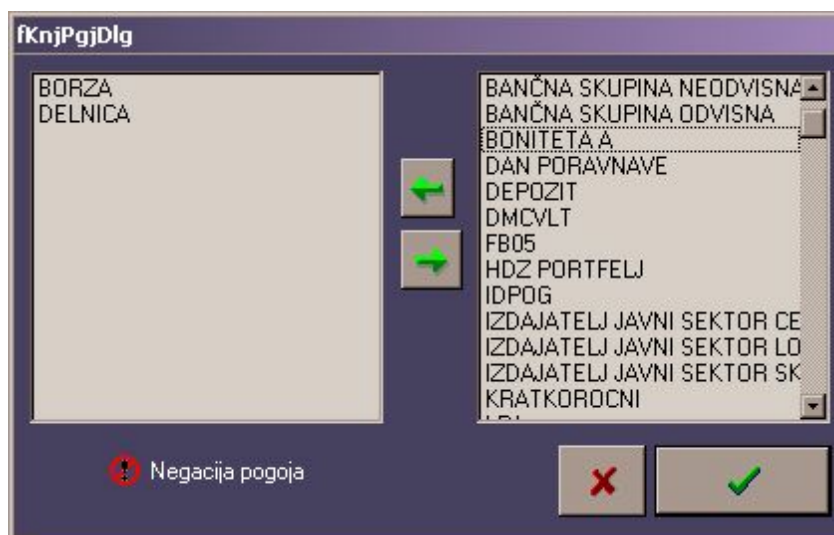 fKnjPgjDlg
BORZA
DELNICA
BANČNA SKUPINA NEODVISNA
BANČNA SKUPINA ODVISNA
BONITETA A
DAN PORAVNAVE
DEPOZIT
DMCVLT
FB05
HDZ PORTFELJ
IDPOG
IZDAJATELJ JAVNI SEKTOR CE
IZDAJATELJ JAVNI SEKTOR LO
IZDAJATELJ JAVNI SEKTOR SK
KRATKOROCNI
Negacija pogoja